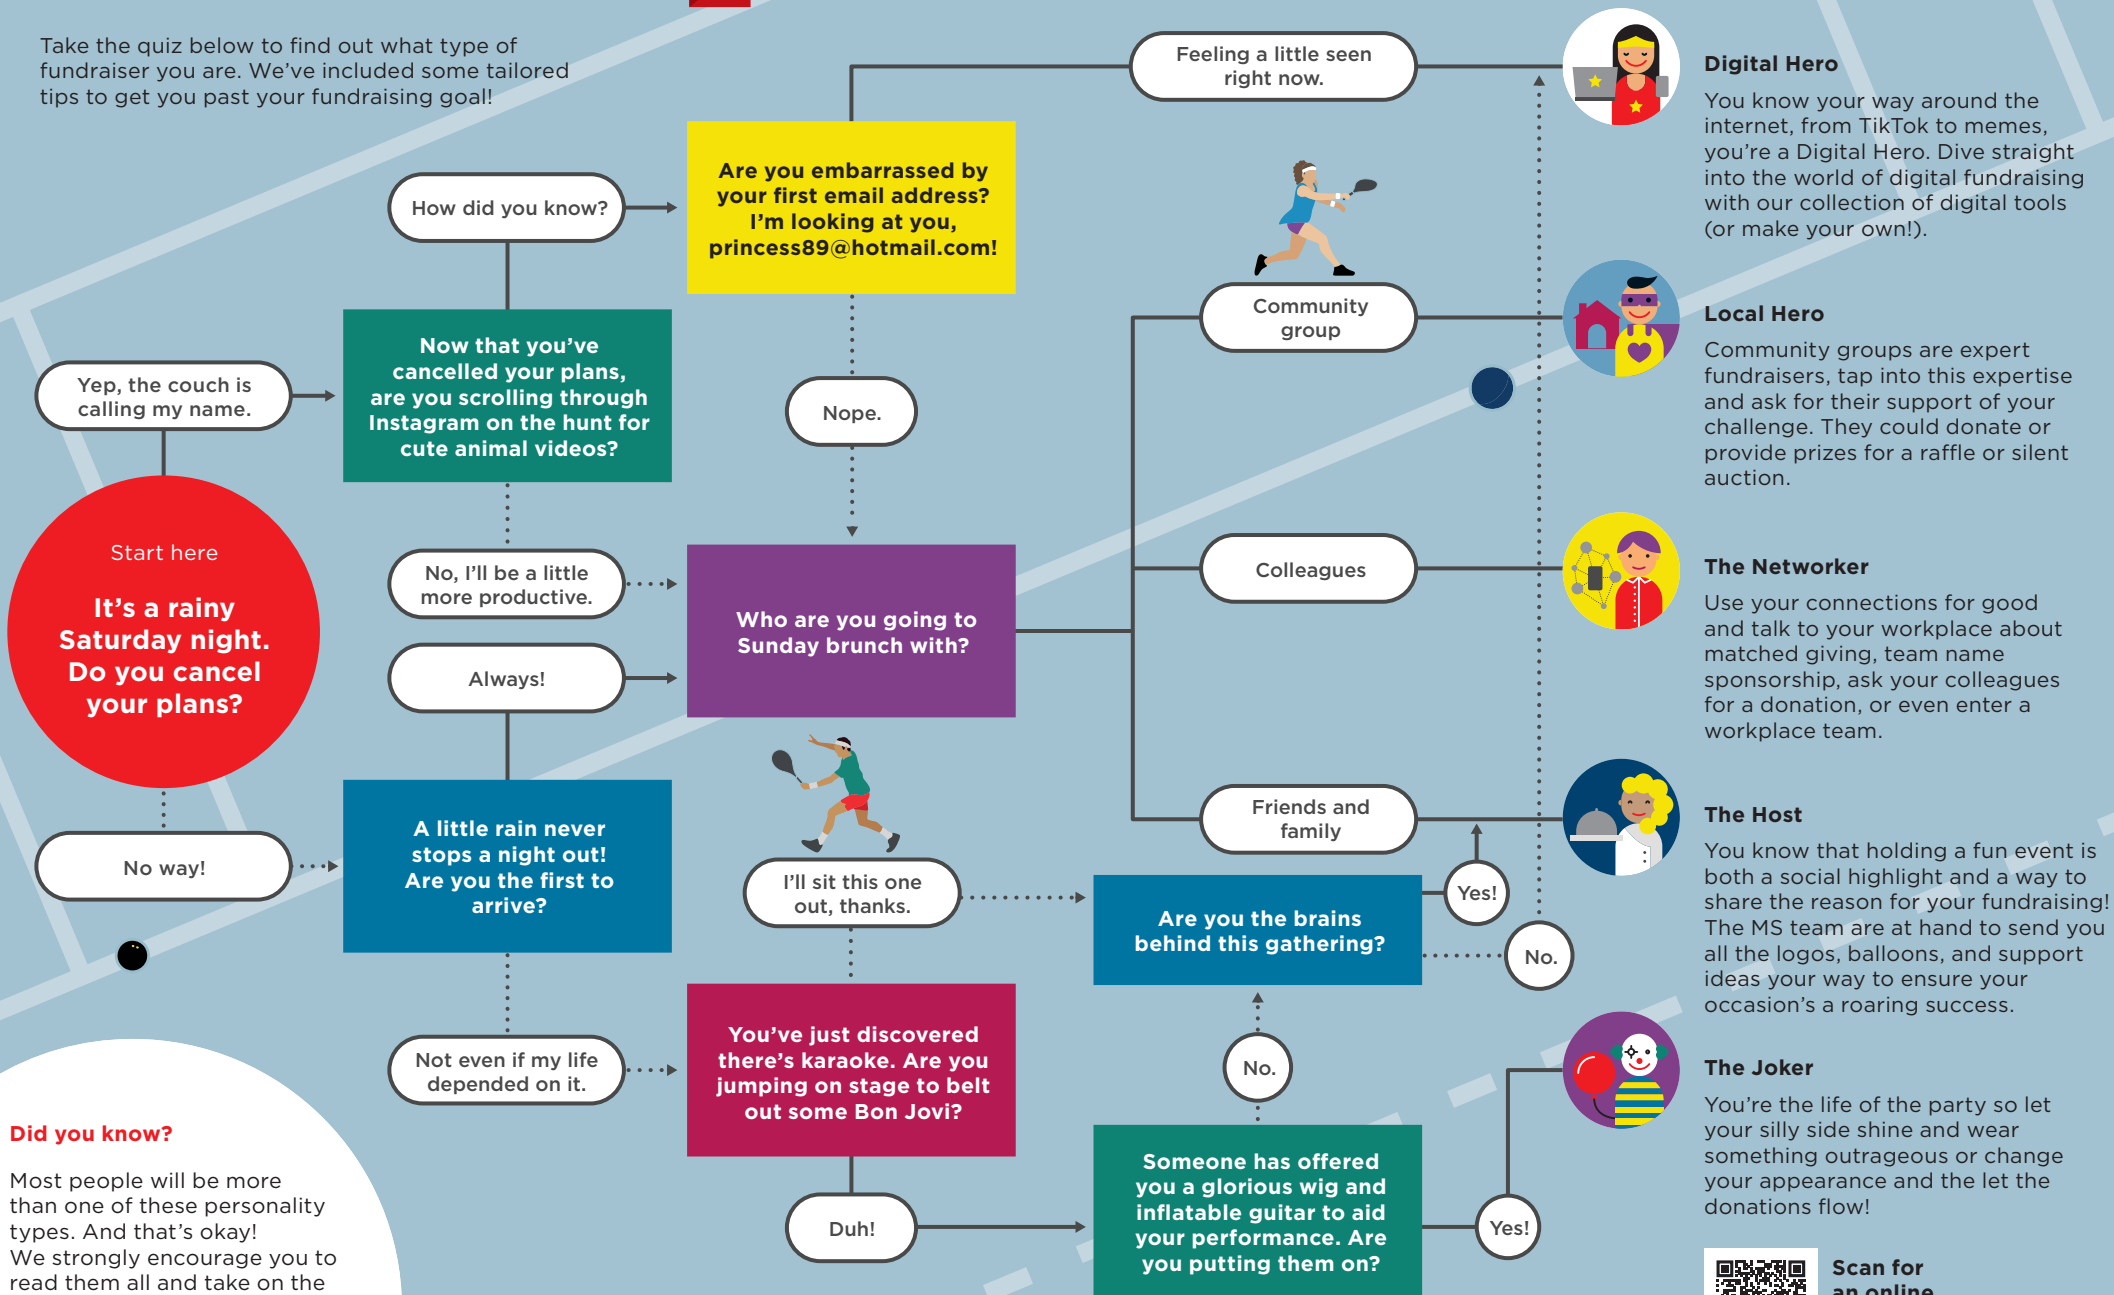 Take the quiz below to find out what type of
fundraiser you are. We’ve included some tailored
tips to get you past your fundraising goal!
Start here
It’s a rainy
Saturday night.
Do you cancel
your plans?
Yep, the couch is
calling my name.
No way!
Now that you’ve
cancelled your plans,
are you scrolling through
Instagram on the hunt for
cute animal videos?
How did you know?
No, I’ll be a little
more productive.
Always!
A little rain never
stops a night out!
Are you the first to
arrive?
Not even if my life
depended on it.
Are you embarrassed by
your first email address?
I’m looking at you,
princess89@hotmail.com!
Nope.
Who are you going to
Sunday brunch with?
I’ll sit this one
out, thanks.
You’ve just discovered
there’s karaoke. Are you
jumping on stage to belt
out some Bon Jovi?
Duh!
Feeling a little seen
right now.
Community
group
Colleagues
Friends and
family
Are you the brains
behind this gathering?
Yes!
No.
No.
Someone has offered
you a glorious wig and
inflatable guitar to aid
your performance. Are
you putting them on?
Yes!
Digital Hero
You know your way around the
internet, from TikTok to memes,
you’re a Digital Hero. Dive straight
into the world of digital fundraising
with our collection of digital tools
(or make your own!).
Local Hero
Community groups are expert
fundraisers, tap into this expertise
and ask for their support of your
challenge. They could donate or
provide prizes for a raffle or silent
auction.
The Networker
Use your connections for good
and talk to your workplace about
matched giving, team name
sponsorship, ask your colleagues
for a donation, or even enter a
workplace team.
The Host
You know that holding a fun event is
both a social highlight and a way to
share the reason for your fundraising!
The MS team are at hand to send you
all the logos, balloons, and support
ideas your way to ensure your
occasion’s a roaring success.
The Joker
You’re the life of the party so let
your silly side shine and wear
something outrageous or change
your appearance and the let the
donations flow!
Scan for
an online
Did you know?
Most people will be more
than one of these personality
types. And that’s okay!
We strongly encourage you to
read them all and take on the